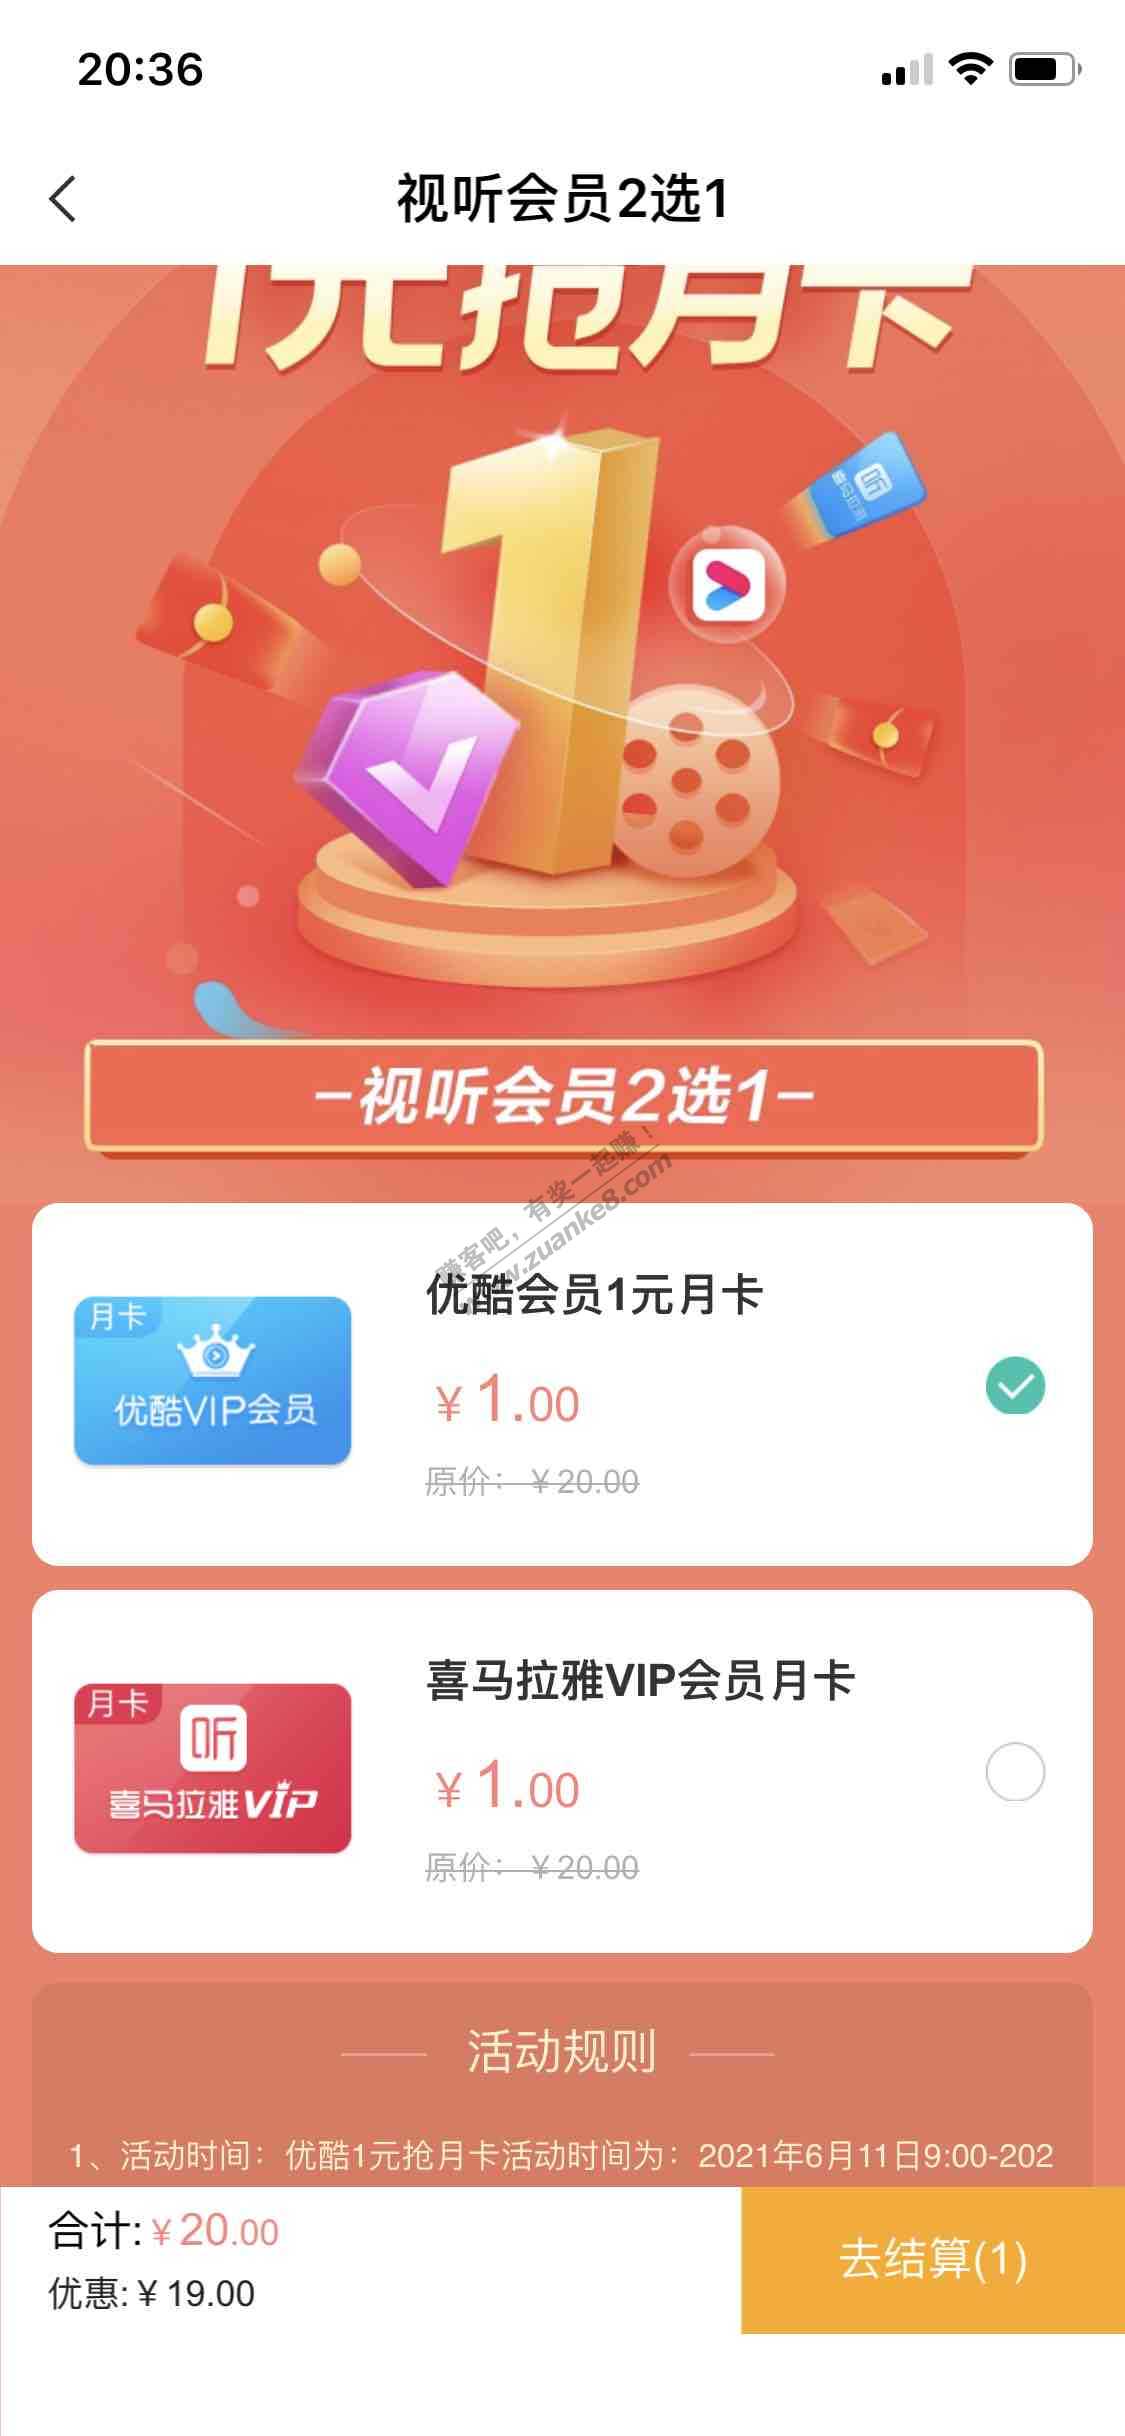 20:36
视听会员2选1
1元抢月卡
听
喜马拉雅
-视听会员2选1-
赚客吧，有奖一起赚！
www.zuanke8.com
优酷会员1元月卡
月卡
优酷VIP会员
¥1.00
原价：¥20.00
喜马拉雅VIP会员月卡
月卡
听
喜马拉雅VIP
¥1.00
原价：¥20.00
活动规则
1、活动时间：优酷1元抢月卡活动时间为：2021年6月11日9:00-202
合计:¥20.00
去结算(1)
优惠:¥19.00